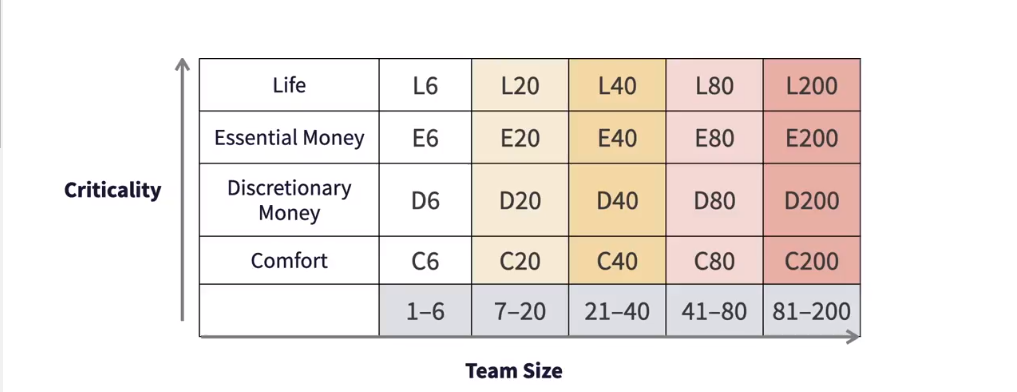 Life L6 L20 L40 L80 L200
Essential Money E6 E20 E40 E80 E200
Criticality
Discretionary
Money D6 D20 D40 D80 D200
Comfort C6 C20 C40 C80 C200
1–6 7–20 21–40 41–80 81–200
Team Size